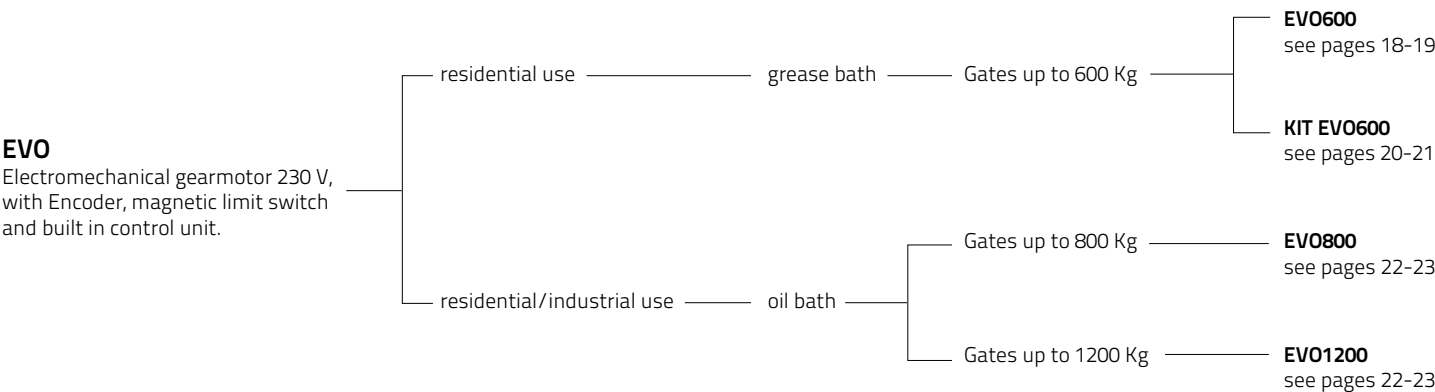 EVO
Electromechanical gearmotor 230 V,
with Encoder, magnetic limit switch
and built in control unit.
residential use
grease bath
Gates up to 600 Kg
EVO600
see pages 18-19
KIT EVO600
see pages 20-21
residential/industrial use
oil bath
Gates up to 800 Kg
EVO800
see pages 22-23
Gates up to 1200 Kg
EVO1200
see pages 22-23